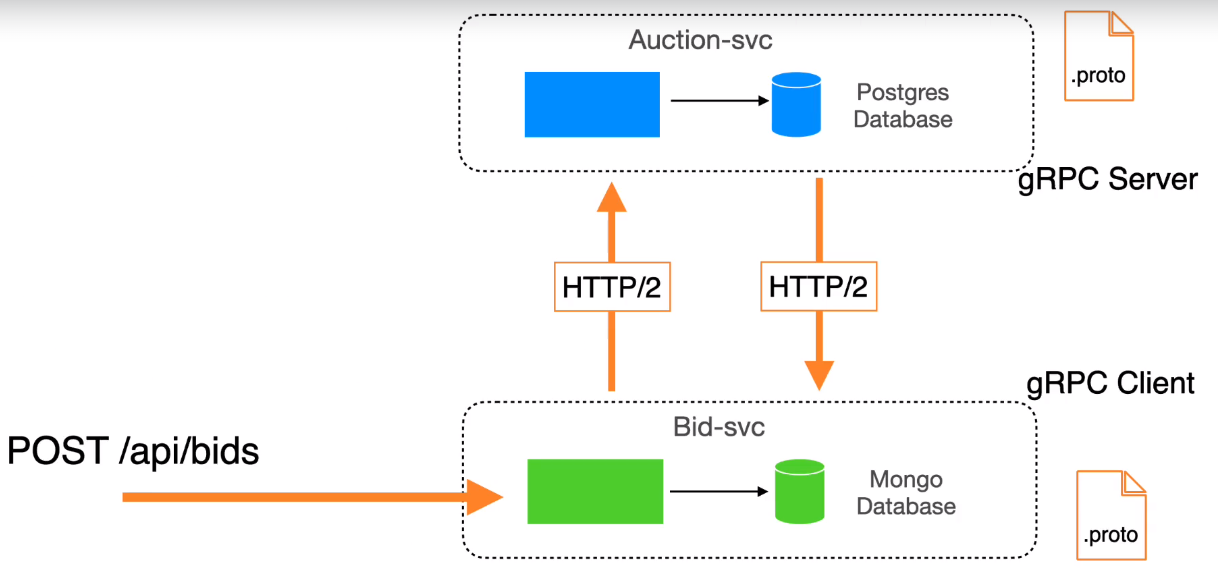 Auction-svc
.proto
Postgres
Database
gRPC Server
HTTP/2
HTTP/2
gRPC Client
POST /api/bids
Bid-svc
Mongo
Database
.proto